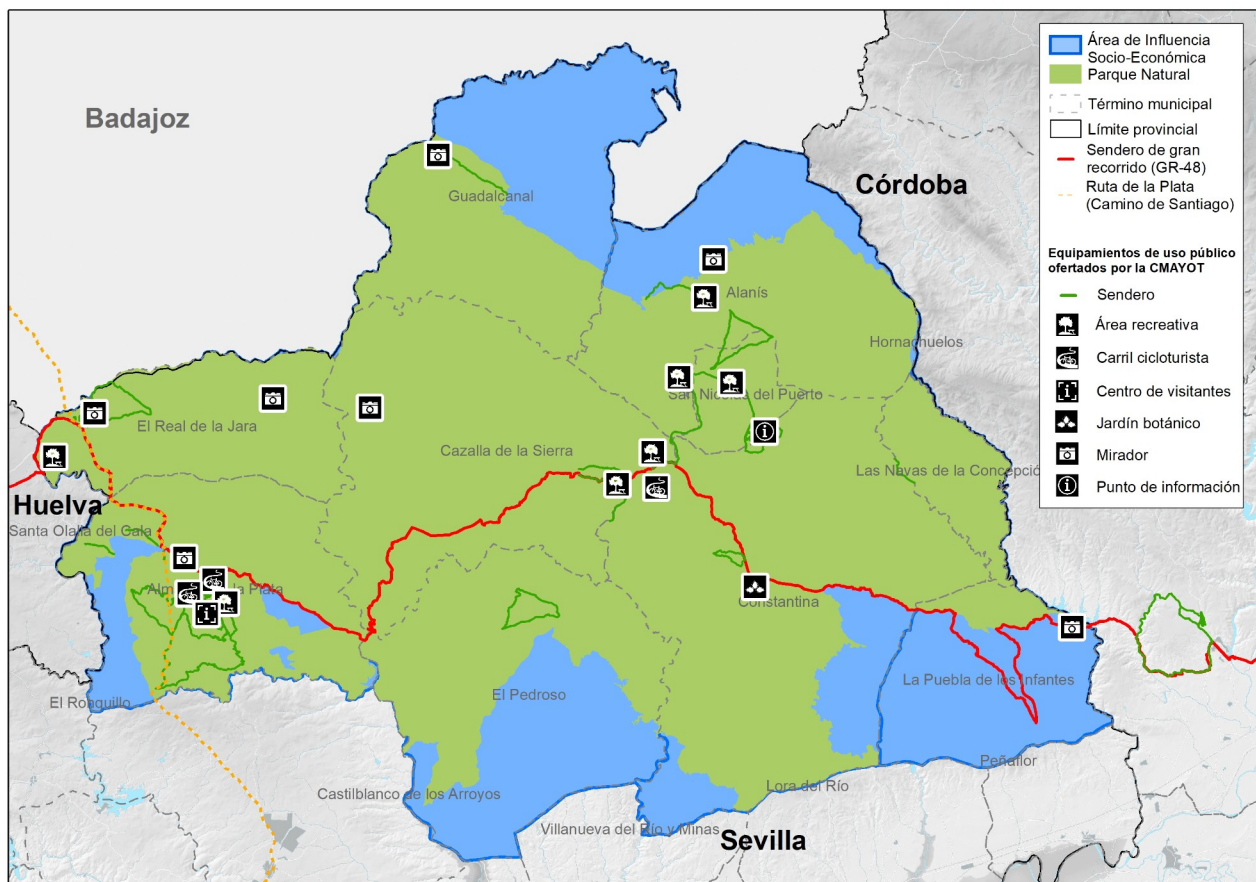 Badajoz
Córdoba
Guadalcanal
Alanís
Hornachuelos
San Nicolás del Puerto
El Real de la Jara
Cazalla de la Sierra
Las Navas de la Concepción
Huelva
Santa Olalla del Cala
Almadén de la Plata
Constantina
El Ronquillo
El Pedroso
La Puebla de los Infantes
Peñaflor
Castilblanco de los Arroyos
Lora del Río
Villanueva del Río y Minas
Sevilla
Área de Influencia
Socio-Económica
Parque Natural
Término municipal
Límite provincial
Sendero de gran
recorrido (GR-48)
Ruta de la Plata
(Camino de Santiago)
Equipamientos de uso público
ofertados por la CMAYOT
Sendero
Área recreativa
Carril cicloturista
Centro de visitantes
Jardín botánico
Mirador
Punto de información